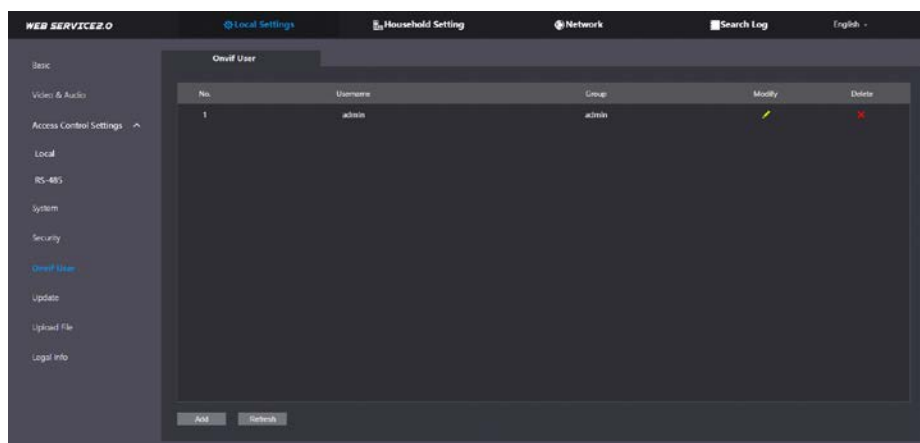 WEB SERVICE2.0 Local Settings Household Setting Network Search Log English
Onvif User
Basic
Video & Audio
Access Control Settings
Local
RS-485
System
Security
Onvif User
Update
Upload File
Legal Info
No. Username Group Modify Delete
1 admin admin
Add Refresh